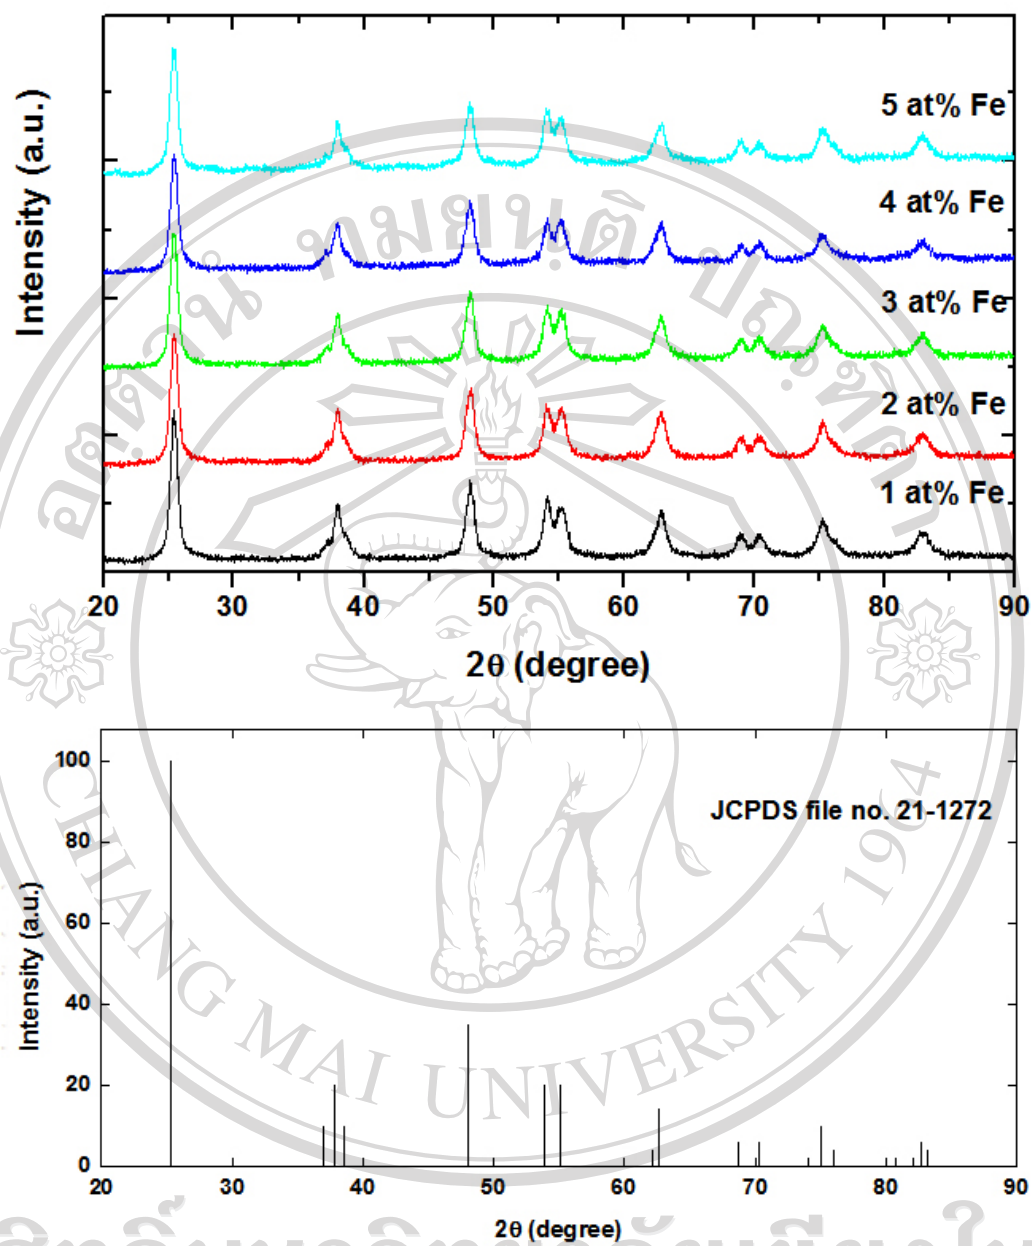 Intensity (a.u.)
5 at% Fe
4 at% Fe
3 at% Fe
2 at% Fe
1 at% Fe
20 30 40 50 60 70 80 90
2θ (degree)
JCPDS file no. 21-1272
Intensity (a.u.)
100
80
60
40
20
0
20 30 40 50 60 70 80 90
2θ (degree)
CHIANG MAI UNIVERSITY 1964